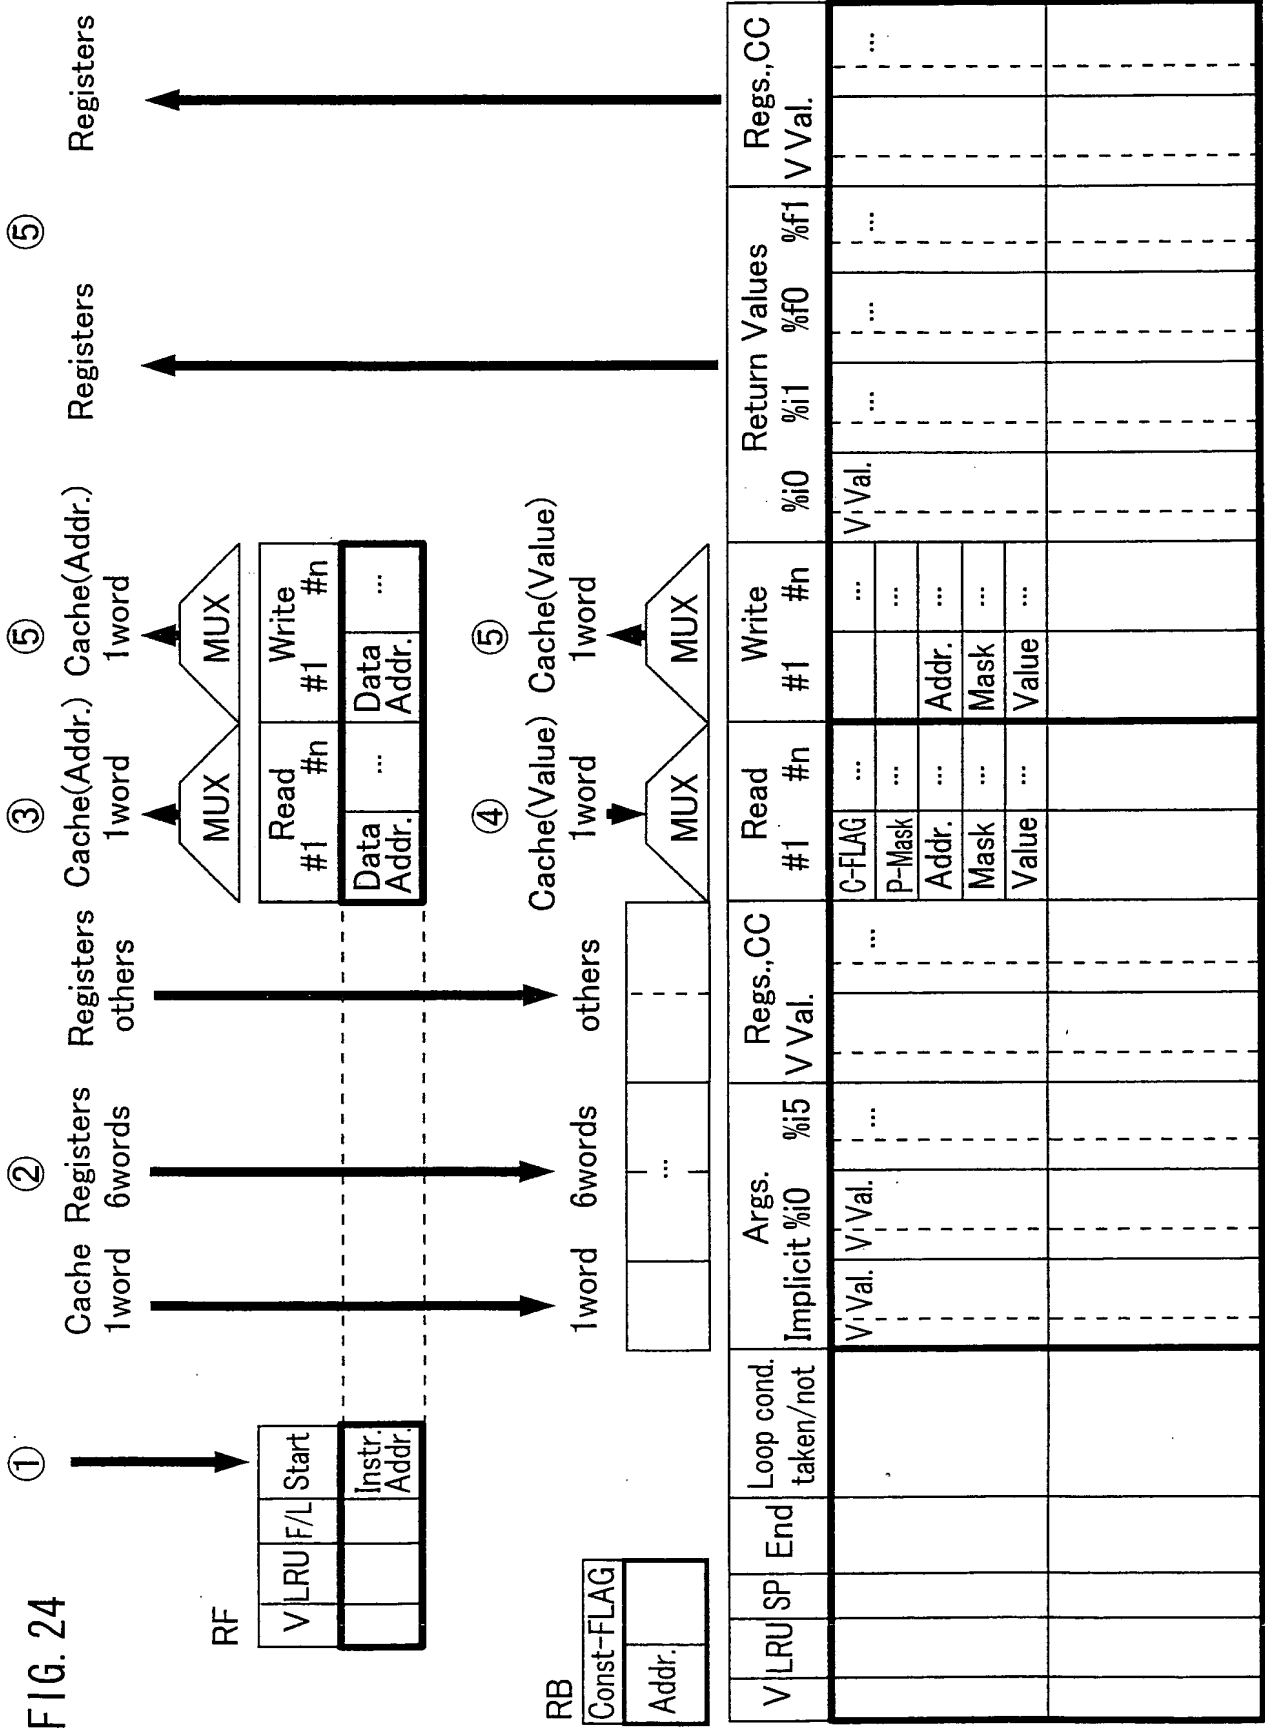 FIG. 24
① ② ③ ⑤ ⑤
Cache Registers Registers Cache(Addr.) Cache(Addr.) Registers Registers
1word 6words others 1word 1word
MUX MUX
RF
V LRU F/L Start Read Write
#1 #n #1 #n
Instr. Data ... Data ...
Addr. Addr. Addr.
④ ⑤
Cache(Value) Cache(Value)
1word 6words others 1word 1word
RB
Const-FLAG
Addr. ... MUX MUX
V LRU SP End Loop cond. Args. Regs.,CC Read Write Return Values Regs.,CC
taken/not Implicit %i0 %i5 V Val. #1 #n #1 #n %i0 %i1 %f0 %f1 V Val.
V Val. V Val. ... ... C-FLAG ... ... V Val. ... ... ... ...
P-Mask ... ...
Addr. ... Addr. ...
Mask ... Mask ...
Value ... Value ...